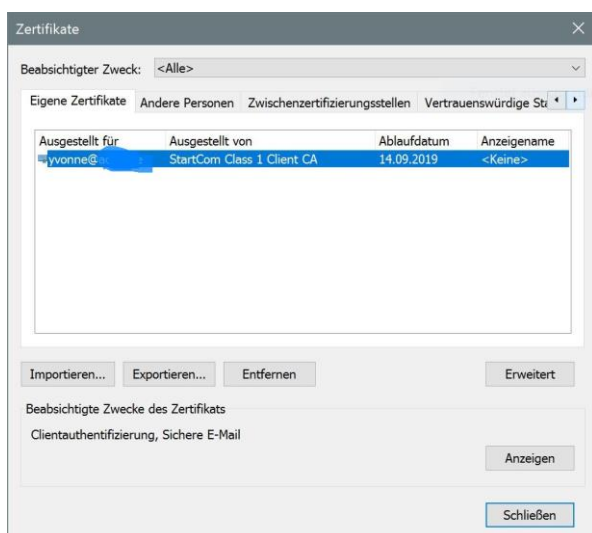 Zertifikate
Beabsichtigter Zweck: <Alle>
Eigene Zertifikate Andere Personen Zwischenzertifizierungsstellen Vertrauenswürdige Sta
Ausgestellt für Ausgestellt von Ablaufdatum Anzeigename
yvonne@ StartCom Class 1 Client CA 14.09.2019 <Keine>
Importieren... Exportieren... Entfernen Erweitert
Beabsichtigte Zwecke des Zertifikats
Clientauthentifizierung, Sichere E-Mail
Anzeigen
Schließen